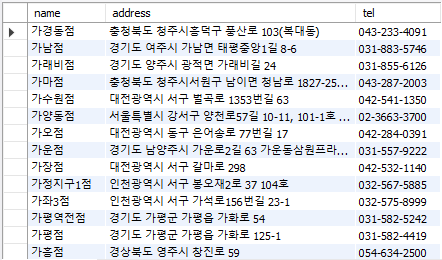 name address tel
가경동점 충청북도 청주시흥덕구 풍산로 103(복대동) 043-233-4091
가남점 경기도 여주시 가남면 태평중앙1길 8-6 031-883-5746
가래비점 경기도 양주시 광적면 가래비길 24 031-855-6126
가마점 충청북도 청주시서원구 남이면 청남로 1827-25... 043-287-2003
가수원점 대전광역시 서구 벌곡로 1353번길 63 042-541-1350
가양동점 서울특별시 강서구 양천로57길 10-11, 101-1호 ... 02-3663-3700
가오점 대전광역시 동구 은어송로 77번길 17 042-284-0391
가운점 경기도 남양주시 가운로2길 63 가운동삼원프라... 031-557-9222
가장점 대전광역시 서구 갈마로 298 042-532-1140
가정지구1점 인천광역시 서구 봉오재2로 37 104호 032-567-5885
가좌3점 인천광역시 서구 가석로156번길 23-1 032-575-8999
가평역전점 경기도 가평군 가평읍 가화로 54 031-582-5242
가평점 경기도 가평군 가평읍 가화로 125-1 031-582-4419
가흥점 경상북도 영주시 창진로 59 054-634-2500